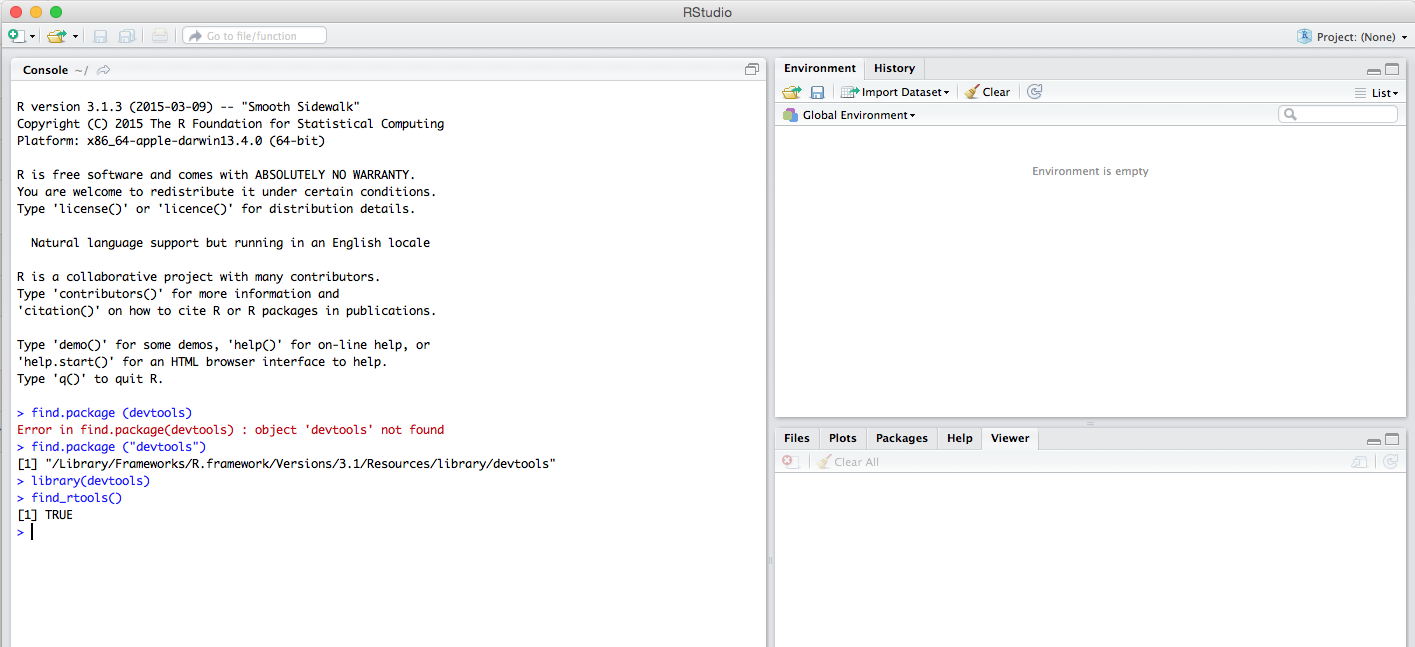 RStudio
Go to file/function
Project: (None)
Console ~/
R version 3.1.3 (2015-03-09) -- "Smooth Sidewalk"
Copyright (C) 2015 The R Foundation for Statistical Computing
Platform: x86_64-apple-darwin13.4.0 (64-bit)
R is free software and comes with ABSOLUTELY NO WARRANTY.
You are welcome to redistribute it under certain conditions.
Type 'license()' or 'licence()' for distribution details.
Natural language support but running in an English locale
R is a collaborative project with many contributors.
Type 'contributors()' for more information and
'citation()' on how to cite R or R packages in publications.
Type 'demo()' for some demos, 'help()' for on-line help, or
'help.start()' for an HTML browser interface to help.
Type 'q()' to quit R.
> find.package (devtools)
Error in find.package(devtools) : object 'devtools' not found
> find.package ("devtools")
[1] "/Library/Frameworks/R.framework/Versions/3.1/Resources/library/devtools"
> library(devtools)
> find_rtools()
[1] TRUE
>
Environment History
Import Dataset Clear List
Global Environment
Environment is empty
Files Plots Packages Help Viewer
Clear All